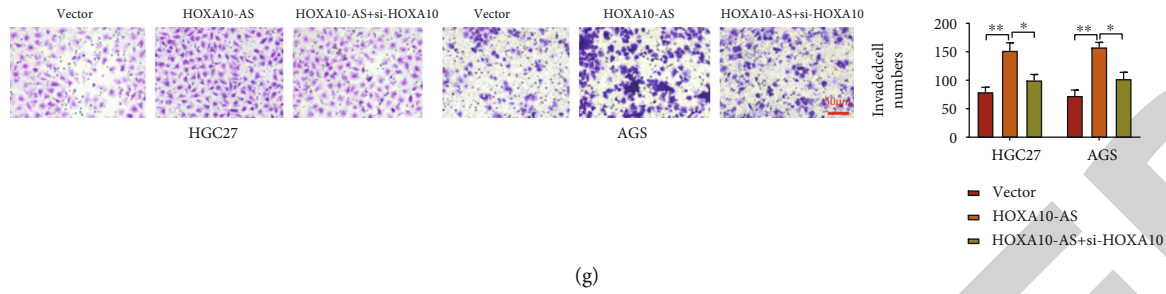 Vector HOXA10-AS HOXA10-AS+si-HOXA10 Vector HOXA10-AS HOXA10-AS+si-HOXA10
50μm
HGC27 AGS
Invadedcell
numbers
200
150
100
50
0
** * ** *
HGC27 AGS
Vector
HOXA10-AS
HOXA10-AS+si-HOXA10
(g)